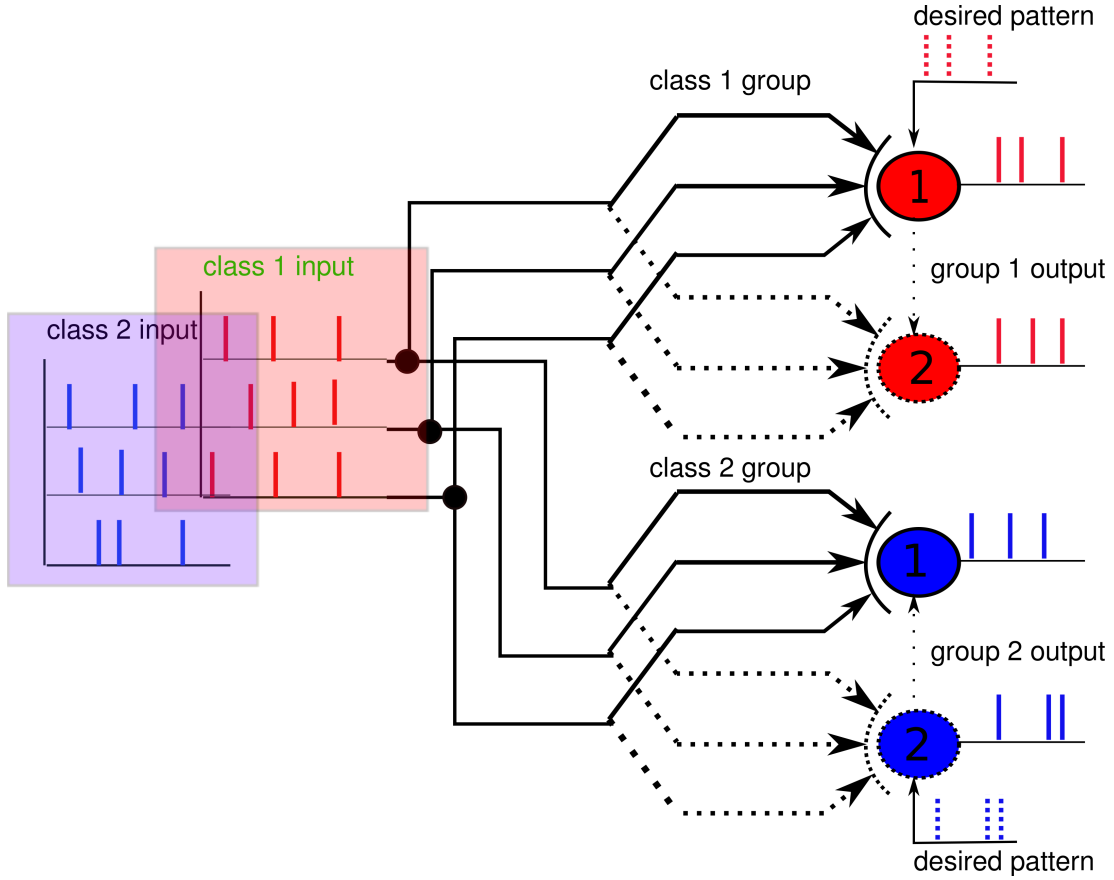 desired pattern
class 1 group
1
class 1 input
group 1 output
class 2 input
2
class 2 group
1
group 2 output
2
desired pattern